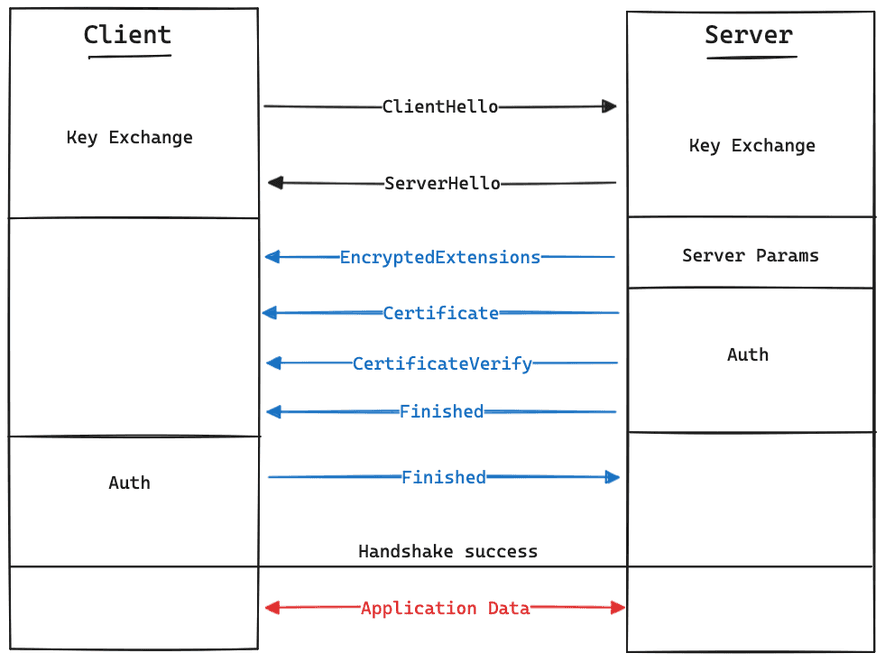 Client
Server
ClientHello
Key Exchange
Key Exchange
ServerHello
EncryptedExtensions
Server Params
Certificate
Auth
CertificateVerify
Finished
Finished
Auth
Handshake success
Application Data